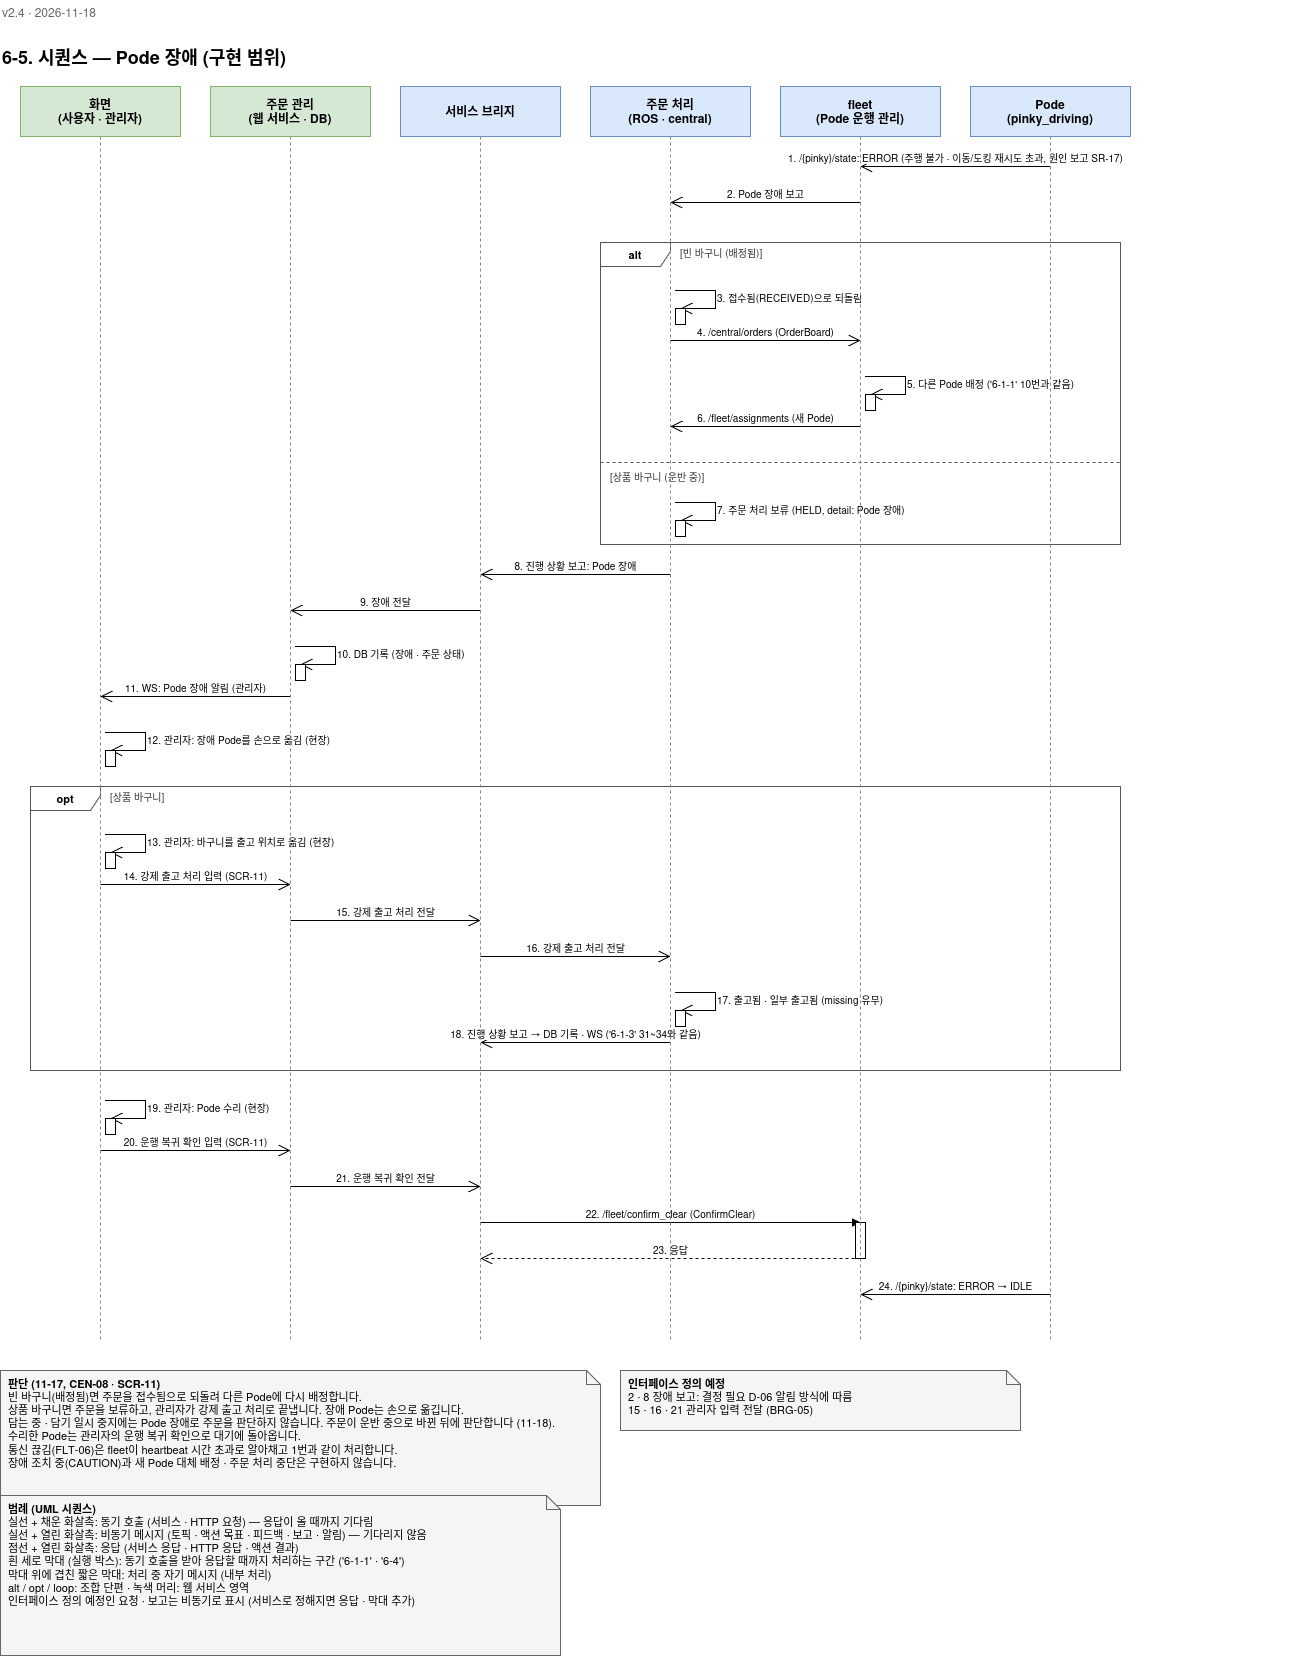 v2.4 · 2026-11-18
6-5. 시퀀스 — Pode 장애 (구현 범위)
화면
(사용자 · 관리자)
주문 관리
(웹 서비스 · DB)
서비스 브리지
주문 처리
(ROS · central)
fleet
(Pode 운행 관리)
Pode
(pinky_driving)
1. /{pinky}/state: ERROR (주행 불가 · 이동/도킹 재시도 초과, 원인 보고 SR-17)
2. Pode 장애 보고
alt
[빈 바구니 (배정됨)]
3. 접수됨(RECEIVED)으로 되돌림
4. /central/orders (OrderBoard)
5. 다른 Pode 배정 ('6-1-1' 10번과 같음)
6. /fleet/assignments (새 Pode)
[상품 바구니 (운반 중)]
7. 주문 처리 보류 (HELD, detail: Pode 장애)
8. 진행 상황 보고: Pode 장애
9. 장애 전달
10. DB 기록 (장애 · 주문 상태)
11. WS: Pode 장애 알림 (관리자)
12. 관리자: 장애 Pode를 손으로 옮김 (현장)
opt
[상품 바구니]
13. 관리자: 바구니를 출고 위치로 옮김 (현장)
14. 강제 출고 처리 입력 (SCR-11)
15. 강제 출고 처리 전달
16. 강제 출고 처리 전달
17. 출고됨 · 일부 출고됨 (missing 유무)
18. 진행 상황 보고 → DB 기록 · WS ('6-1-3' 31~34와 같음)
19. 관리자: Pode 수리 (현장)
20. 운행 복귀 확인 입력 (SCR-11)
21. 운행 복귀 확인 전달
22. /fleet/confirm_clear (ConfirmClear)
23. 응답
24. /{pinky}/state: ERROR → IDLE
판단 (11-17, CEN-08 · SCR-11)
빈 바구니(배정됨)면 주문을 접수됨으로 되돌려 다른 Pode에 다시 배정합니다.
상품 바구니면 주문을 보류하고, 관리자가 강제 출고 처리로 끝냅니다. 장애 Pode는 손으로 옮깁니다.
담는 중 · 담기 일시 중지에는 Pode 장애로 주문을 판단하지 않습니다. 주문이 운반 중으로 바뀐 뒤에 판단합니다 (11-18).
수리한 Pode는 관리자의 운행 복귀 확인으로 대기에 돌아옵니다.
통신 끊김(FLT-06)은 fleet이 heartbeat 시간 초과로 알아채고 1번과 같이 처리합니다.
장애 조치 중(CAUTION)과 새 Pode 대체 배정 · 주문 처리 중단은 구현하지 않습니다.
인터페이스 정의 예정
2 · 8 장애 보고: 결정 필요 D-06 알림 방식에 따름
15 · 16 · 21 관리자 입력 전달 (BRG-05)
범례 (UML 시퀀스)
실선 + 채운 화살촉: 동기 호출 (서비스 · HTTP 요청) — 응답이 올 때까지 기다림
실선 + 열린 화살촉: 비동기 메시지 (토픽 · 액션 목표 · 피드백 · 보고 · 알림) — 기다리지 않음
점선 + 열린 화살촉: 응답 (서비스 응답 · HTTP 응답 · 액션 결과)
흰 세로 막대 (실행 박스): 동기 호출을 받아 응답할 때까지 처리하는 구간 ('6-1-1' · '6-4')
막대 위에 겹친 짧은 막대: 처리 중 자기 메시지 (내부 처리)
alt / opt / loop: 조합 단편 · 녹색 머리: 웹 서비스 영역
인터페이스 정의 예정인 요청 · 보고는 비동기로 표시 (서비스로 정해지면 응답 · 막대 추가)